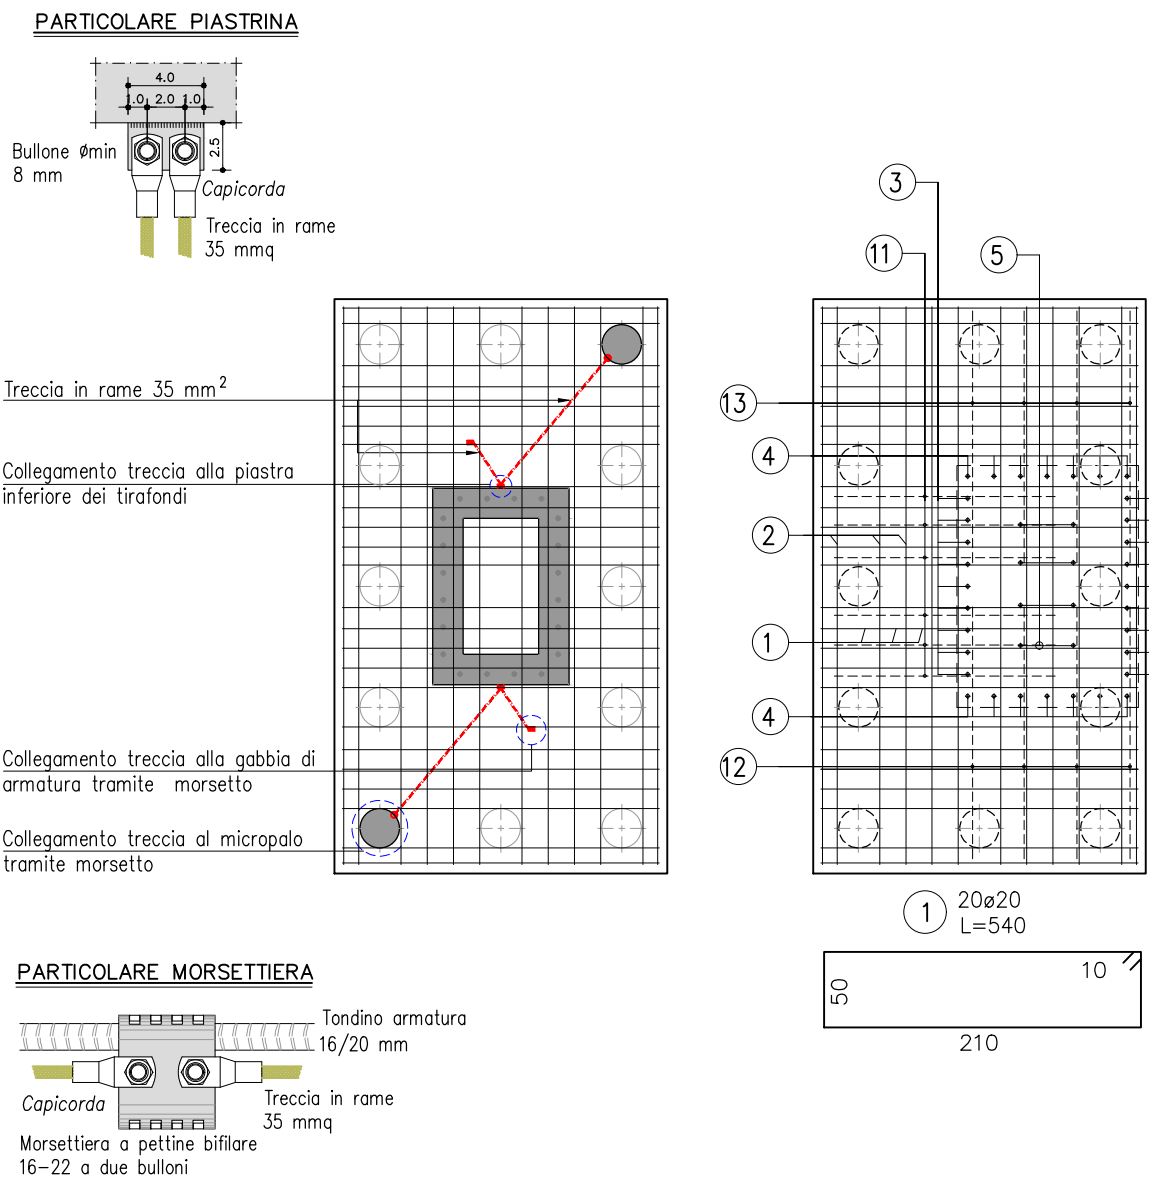 PARTICOLARE PIASTRINA
4.0
1.0 2.0 1.0
2.5
Bullone ømin
8 mm
Capicorda
Treccia in rame
35 mmq
3
11
5
Treccia in rame 35 mm²
13
4
Collegamento treccia alla piastra
inferiore dei tirafondi
2
1
4
Collegamento treccia alla gabbia di
armatura tramite morsetto
12
Collegamento treccia al micropalo
tramite morsetto
1
20ø20
L=540
10
50
210
PARTICOLARE MORSETTIERA
Tondino armatura
16/20 mm
Capicorda
Treccia in rame
35 mmq
Morsettiera a pettine bifilare
16-22 a due bulloni